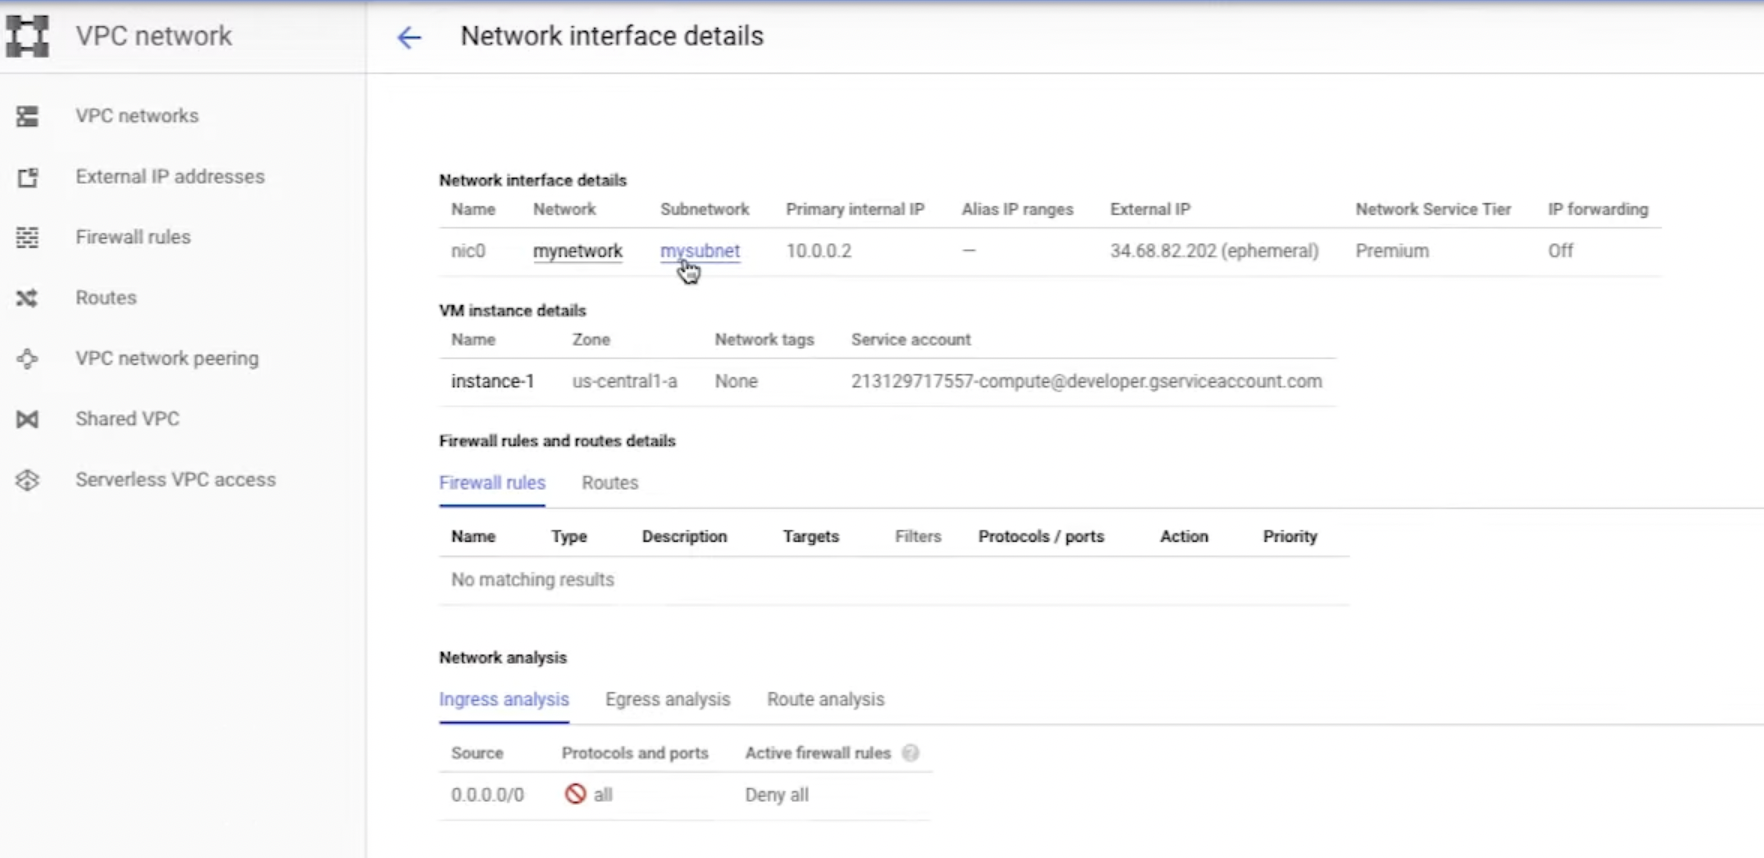 VPC network
Network interface details
VPC networks
External IP addresses
Firewall rules
Routes
VPC network peering
Shared VPC
Serverless VPC access
Network interface details
Name Network Subnetwork Primary internal IP Alias IP ranges External IP Network Service Tier IP forwarding
nic0 mynetwork mysubnet 10.0.0.2 — 34.68.82.202 (ephemeral) Premium Off
VM instance details
Name Zone Network tags Service account
instance-1 us-central1-a None 213129717557-compute@developer.gserviceaccount.com
Firewall rules and routes details
Firewall rules Routes
Name Type Description Targets Filters Protocols / ports Action Priority
No matching results
Network analysis
Ingress analysis Egress analysis Route analysis
Source Protocols and ports Active firewall rules ?
0.0.0.0/0 all Deny all